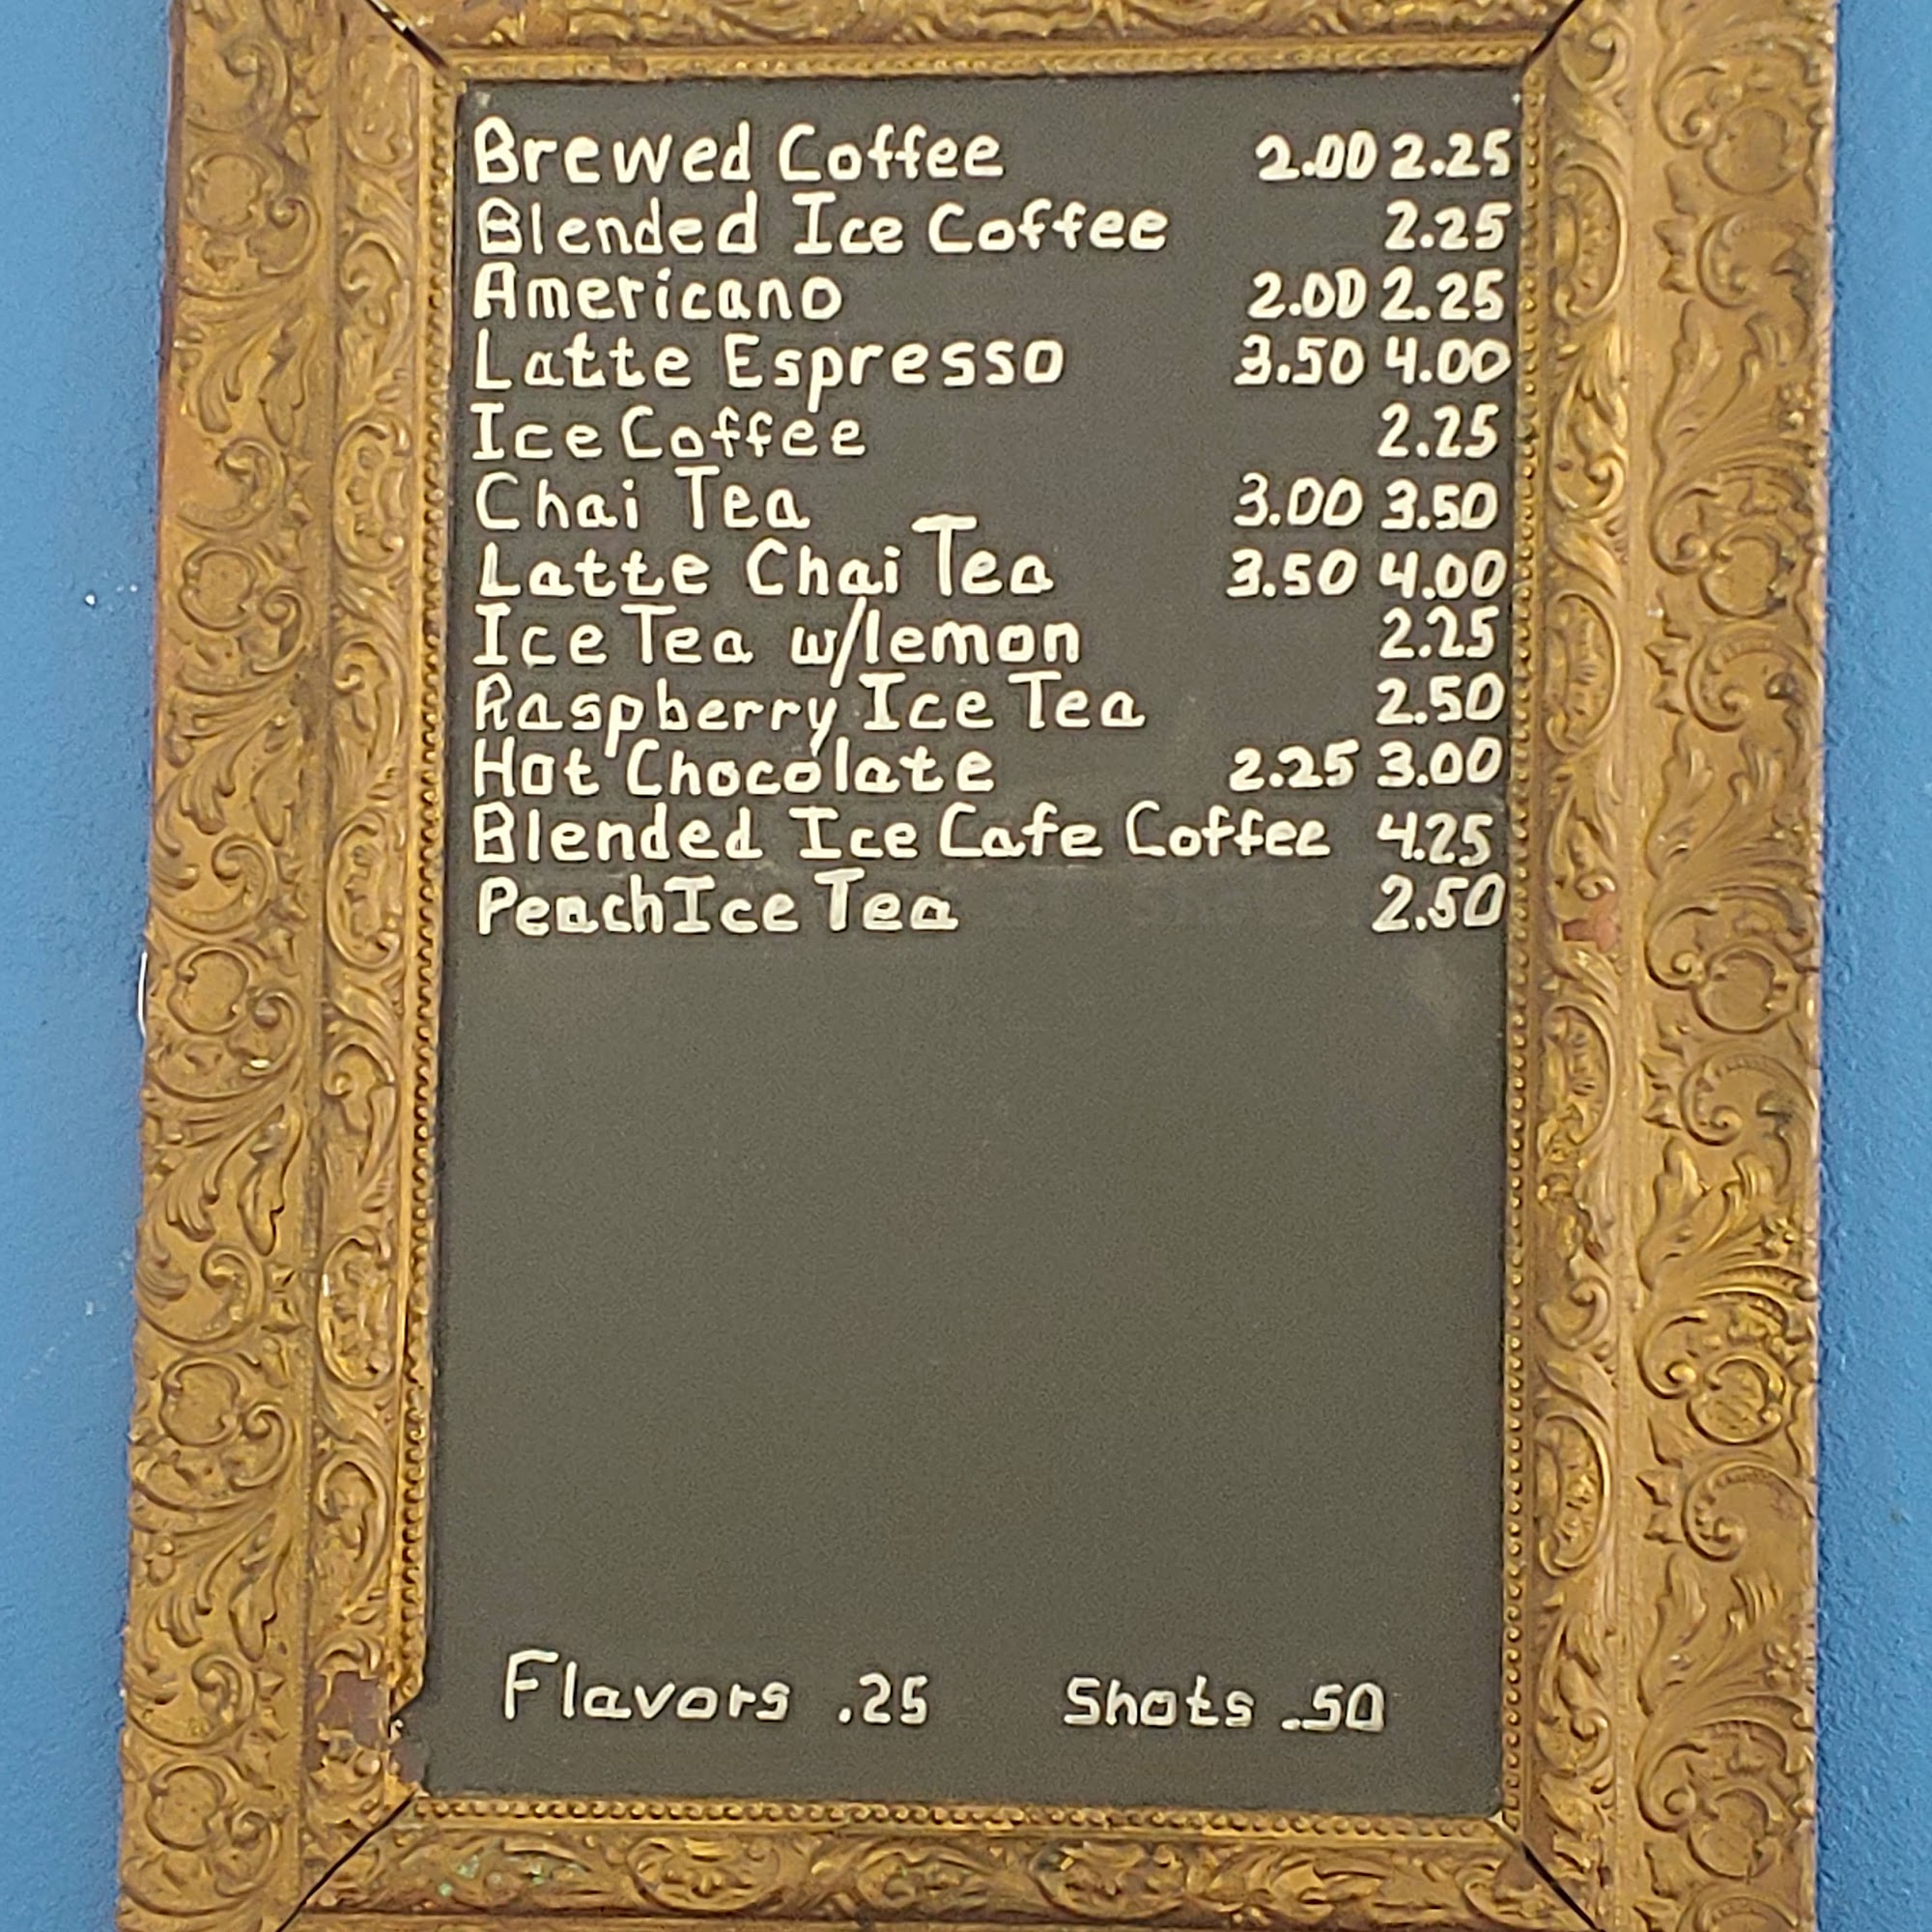 Brewed Coffee 2.00 2.25
Blended Ice Coffee 2.25
Americano 2.00 2.25
Latte Espresso 3.50 4.00
Ice Coffee 2.25
Chai Tea 3.00 3.50
Latte Chai Tea 3.50 4.00
Ice Tea w/lemon 2.25
Raspberry Ice Tea 2.50
Hot Chocolate 2.25 3.00
Blended Ice Cafe Coffee 4.25
Peach Ice Tea 2.50
Flavors .25 Shots .50